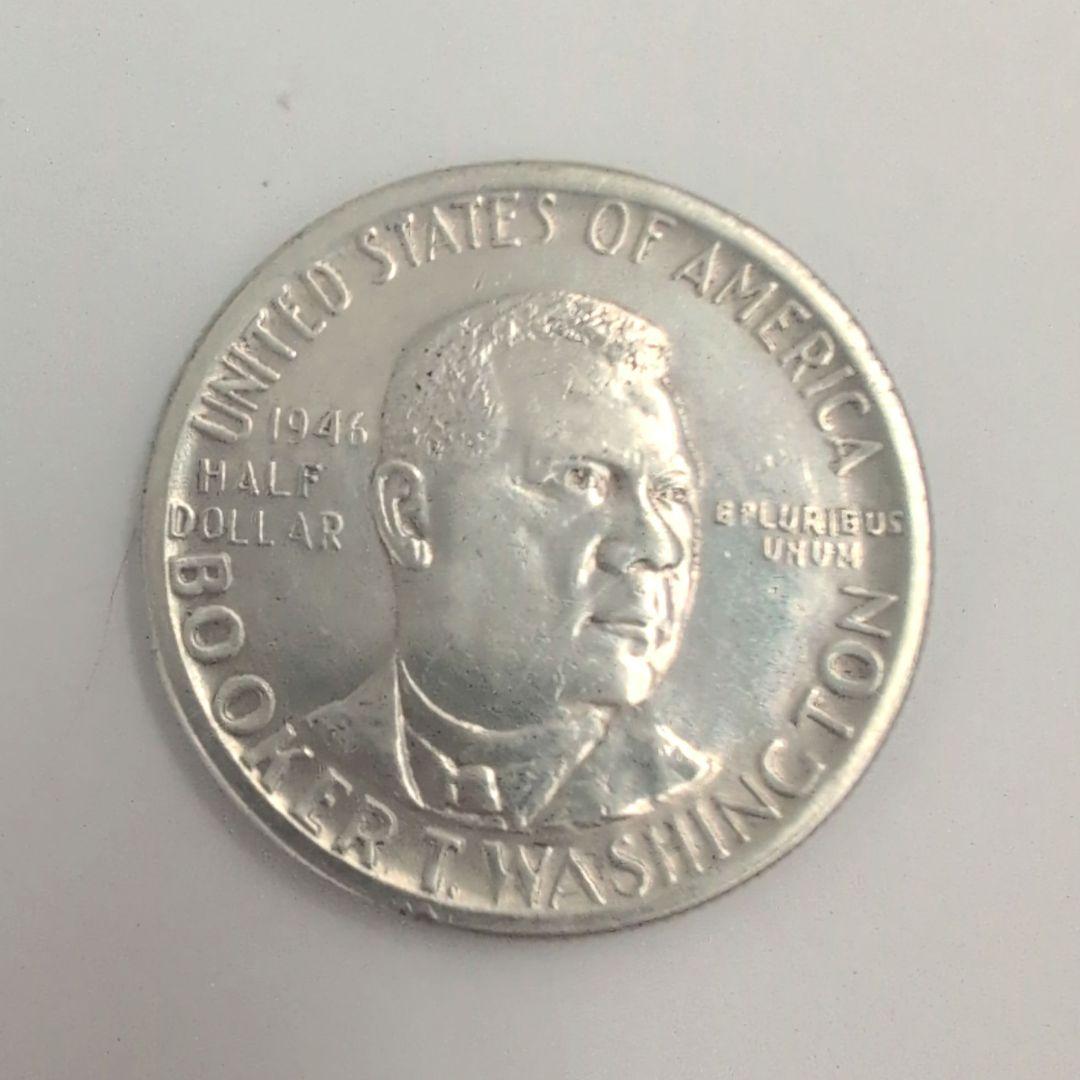 UNITED STATES OF AMERICA
1946
HALF
DOLLAR
E PLURIBUS
UNUM
BOOKER T. WASHINGTON